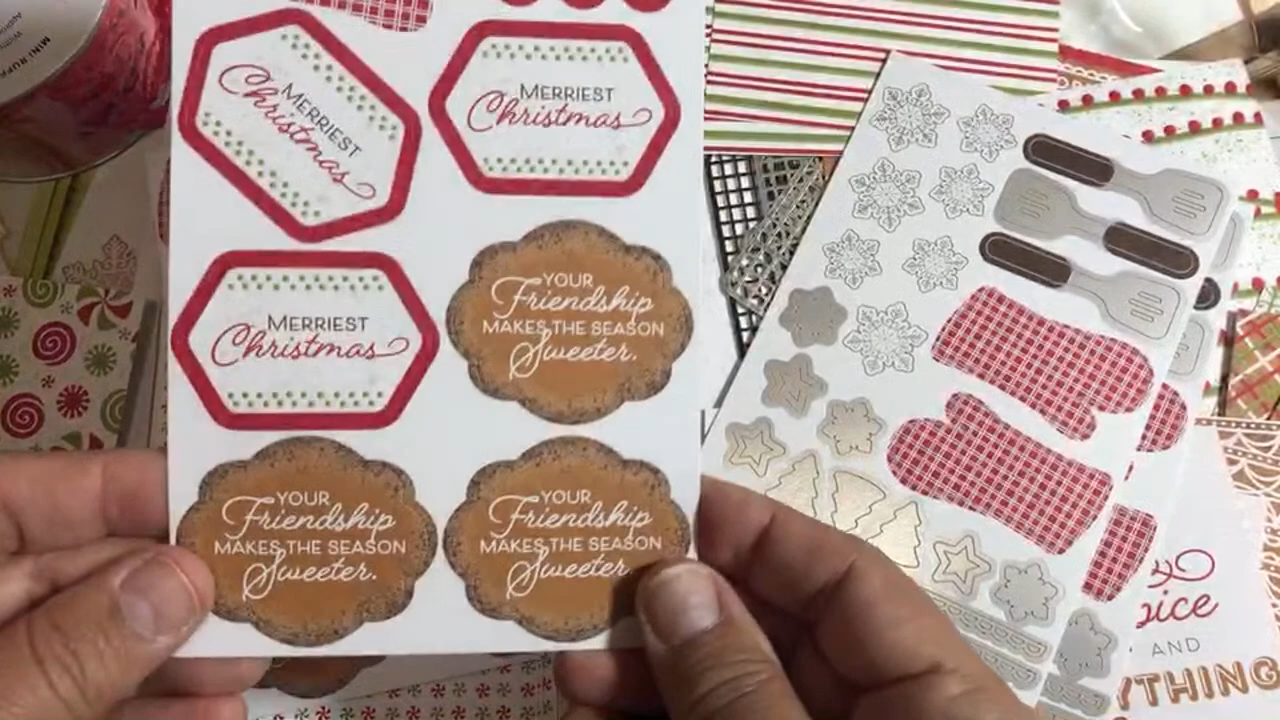 MERRIEST
Christmas
MERRIEST
Christmas
MERRIEST
Christmas
YOUR
Friendship
MAKES THE SEASON
Sweeter.
YOUR
Friendship
MAKES THE SEASON
Sweeter.
YOUR
Friendship
MAKES THE SEASON
Sweeter.
MINI
AND